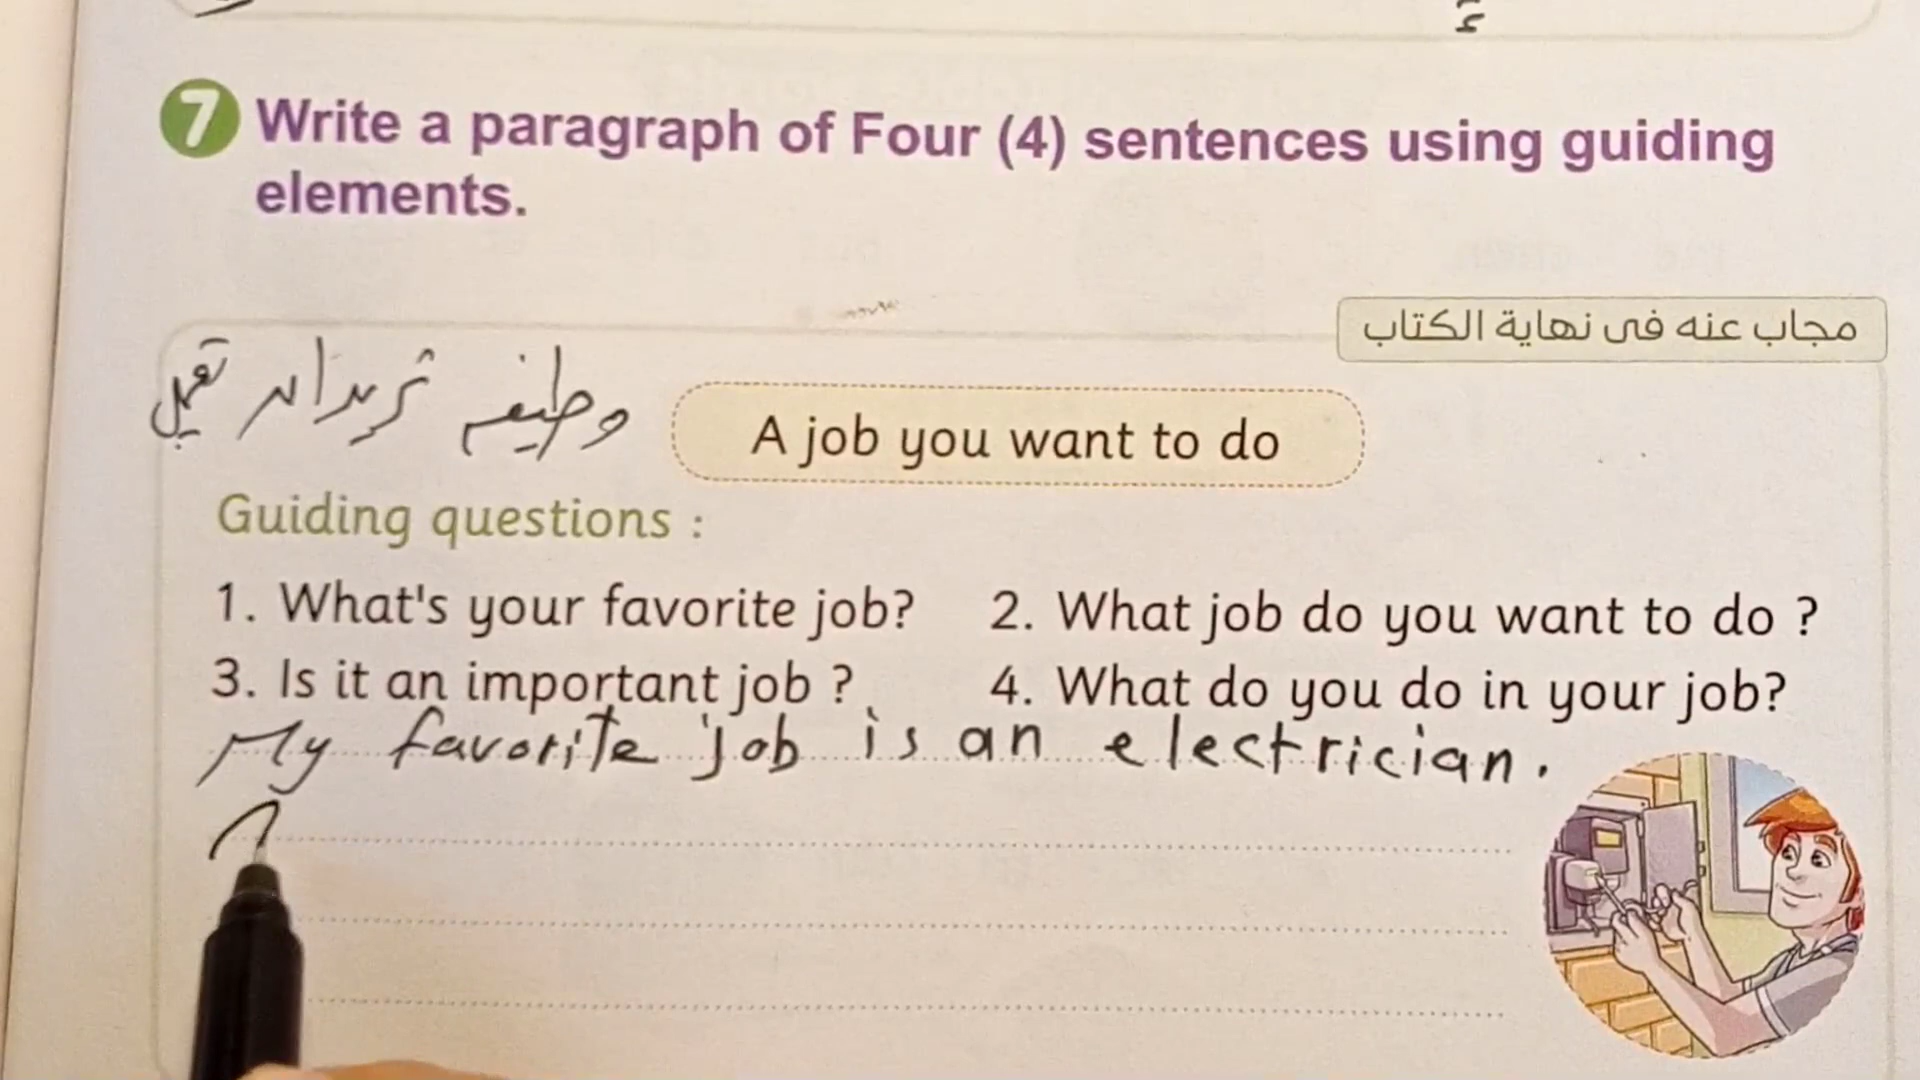 7 Write a paragraph of Four (4) sentences using guiding
elements.
مجاب عنه فى نهاية الكتاب
وظيفه تريد ان تعمل
A job you want to do
Guiding questions :
1. What's your favorite job? 2. What job do you want to do ?
3. Is it an important job ? 4. What do you do in your job?
My favorite job is an electrician.